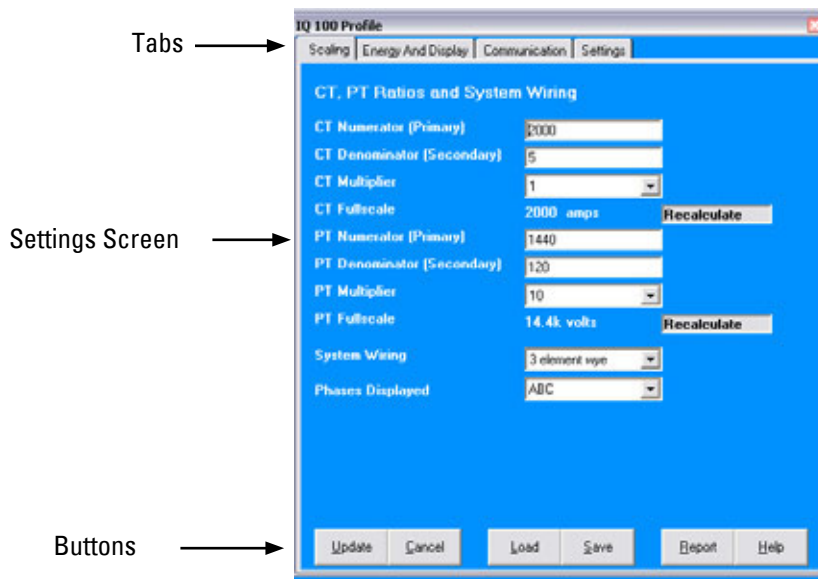 IQ 100 Profile
Tabs
Scaling Energy And Display Communication Settings
CT, PT Ratios and System Wiring
CT Numerator (Primary) 2000
CT Denominator (Secondary) 5
CT Multiplier 1
CT Fullscale 2000 amps Recalculate
Settings Screen
PT Numerator (Primary) 1440
PT Denominator (Secondary) 120
PT Multiplier 10
PT Fullscale 14.4k volts Recalculate
System Wiring 3 element wye
Phases Displayed ABC
Buttons
Update Cancel Load Save Report Help